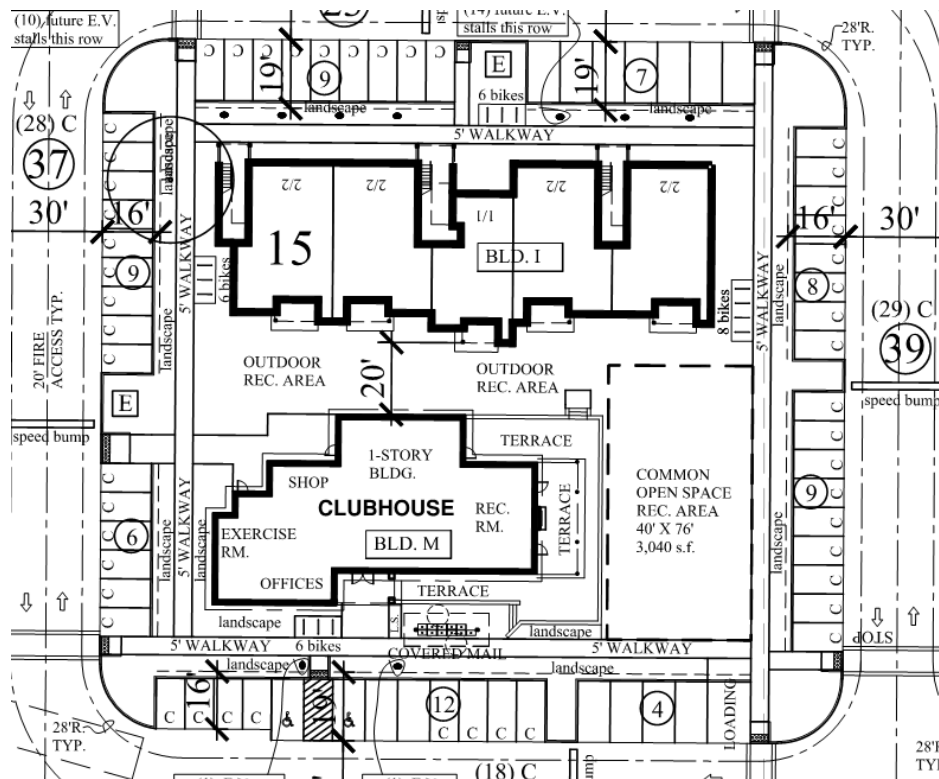 (10) future E.V.
stalls this row
(14) future E.V.
stalls this row
28'R.
TYP.
C C C C C C C C C
19'
9
E
6 bikes
19'
7
landscape
landscape
5' WALKWAY
(28) C
37
30'
16'
9
C
C
C
C
C
C
C
C
C
landscape
landscape
landscape
5' WALKWAY
6 bikes
20' FIRE
ACCESS TYP.
E
speed bump
2/2
2/2
1/1
2/2
2/2
15
BLD. I
8 bikes
5' WALKWAY
landscape
16'
30'
8
(29) C
39
speed bump
OUTDOOR
REC. AREA
20'
OUTDOOR
REC. AREA
TERRACE
1-STORY
BLDG.
SHOP
CLUBHOUSE
REC.
RM.
TERRACE
EXERCISE
RM.
BLD. M
OFFICES
TERRACE
COMMON
OPEN SPACE
REC. AREA
40' X 76'
3,040 s.f.
9
landscape
6
landscape
5' WALKWAY
landscape
landscape
L.S.
landscape
STOP
5' WALKWAY
6 bikes
COVERED MAIL
5' WALKWAY
landscape
landscape
16'
C C C C
19'
12
C C C C
4
LOADING
28'R.
TYP.
(18) C
28'R
TYP